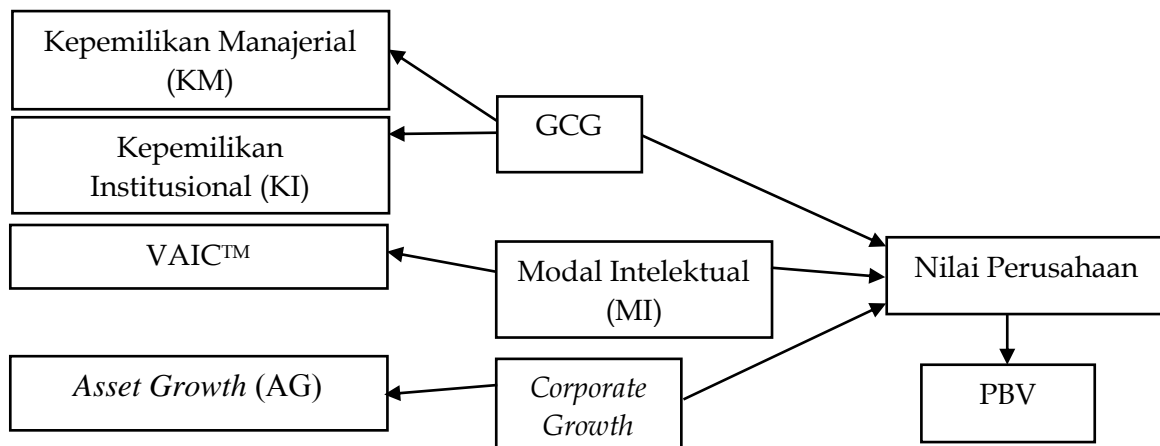 Kepemilikan Manajerial
(KM)
GCG
Kepemilikan
Institusional (KI)
VAIC™
Modal Intelektual
(MI)
Nilai Perusahaan
Asset Growth (AG)
Corporate
Growth
PBV